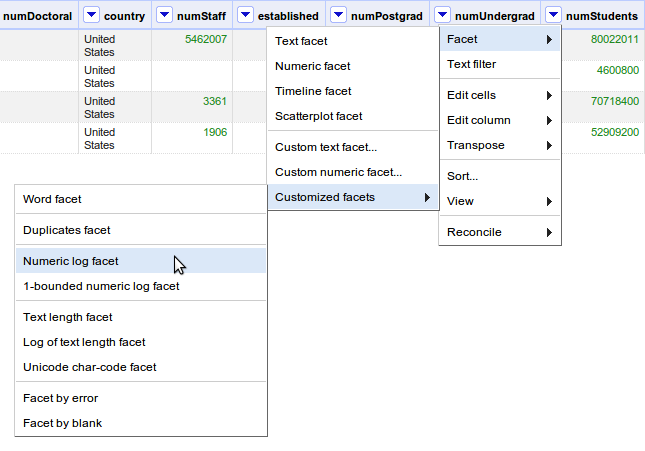 numDoctoral country numStaff established numPostgrad numUndergrad numStudents
United States 5462007 80022011
United States 4600800
United States 3361 70718400
United States 1906 52909200
Facet
Text filter
Edit cells
Edit column
Transpose
Sort...
View
Reconcile
Text facet
Numeric facet
Timeline facet
Scatterplot facet
Custom text facet...
Custom numeric facet...
Customized facets
Word facet
Duplicates facet
Numeric log facet
1-bounded numeric log facet
Text length facet
Log of text length facet
Unicode char-code facet
Facet by error
Facet by blank